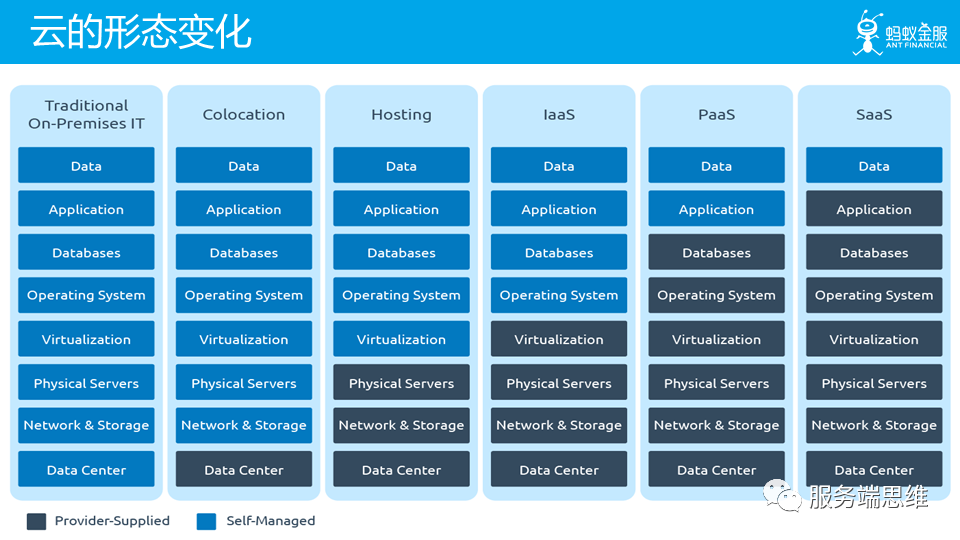 云的形态变化
蚂蚁金服
ANT FINANCIAL
Traditional
On-Premises IT
Data
Application
Databases
Operating System
Virtualization
Physical Servers
Network & Storage
Data Center
Colocation
Data
Application
Databases
Operating System
Virtualization
Physical Servers
Network & Storage
Data Center
Hosting
Data
Application
Databases
Operating System
Virtualization
Physical Servers
Network & Storage
Data Center
IaaS
Data
Application
Databases
Operating System
Virtualization
Physical Servers
Network & Storage
Data Center
PaaS
Data
Application
Databases
Operating System
Virtualization
Physical Servers
Network & Storage
Data Center
SaaS
Data
Application
Databases
Operating System
Virtualization
Physical Servers
Network & Storage
Data Center
Provider-Supplied
Self-Managed
服务端思维